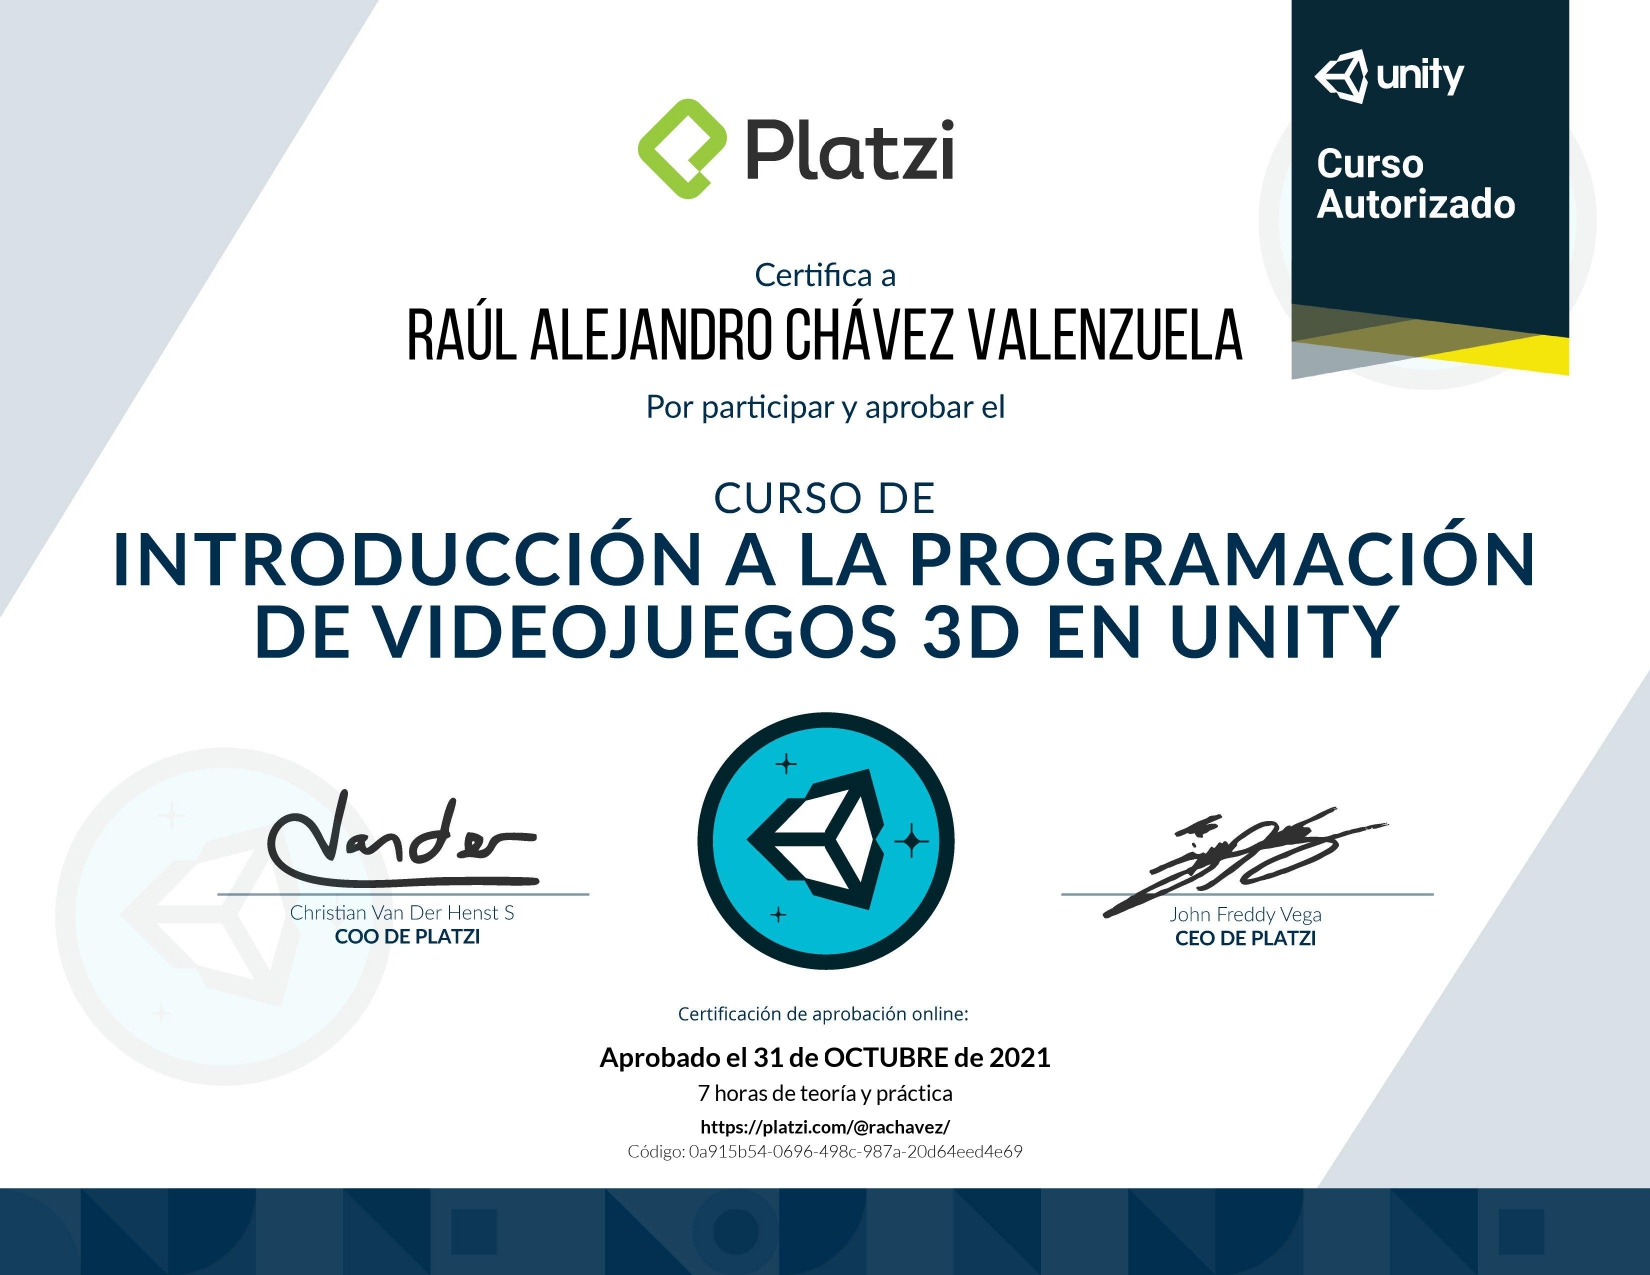 unity
Curso
Autorizado
Platzi
Certifica a
RAÚL ALEJANDRO CHÁVEZ VALENZUELA
Por participar y aprobar el
CURSO DE
INTRODUCCIÓN A LA PROGRAMACIÓN
DE VIDEOJUEGOS 3D EN UNITY
Vander
Christian Van Der Henst S
COO DE PLATZI
John Freddy Vega
CEO DE PLATZI
Certificación de aprobación online:
Aprobado el 31 de OCTUBRE de 2021
7 horas de teoría y práctica
https://platzi.com/@rachavez/
Código: 0a915b54-0696-498c-987a-20d64eed4e69